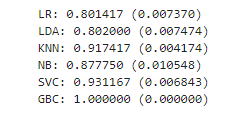 LR: 0.801417 (0.007370)
LDA: 0.802000 (0.007474)
KNN: 0.917417 (0.004174)
NB: 0.877750 (0.010548)
SVC: 0.931167 (0.006843)
GBC: 1.000000 (0.000000)